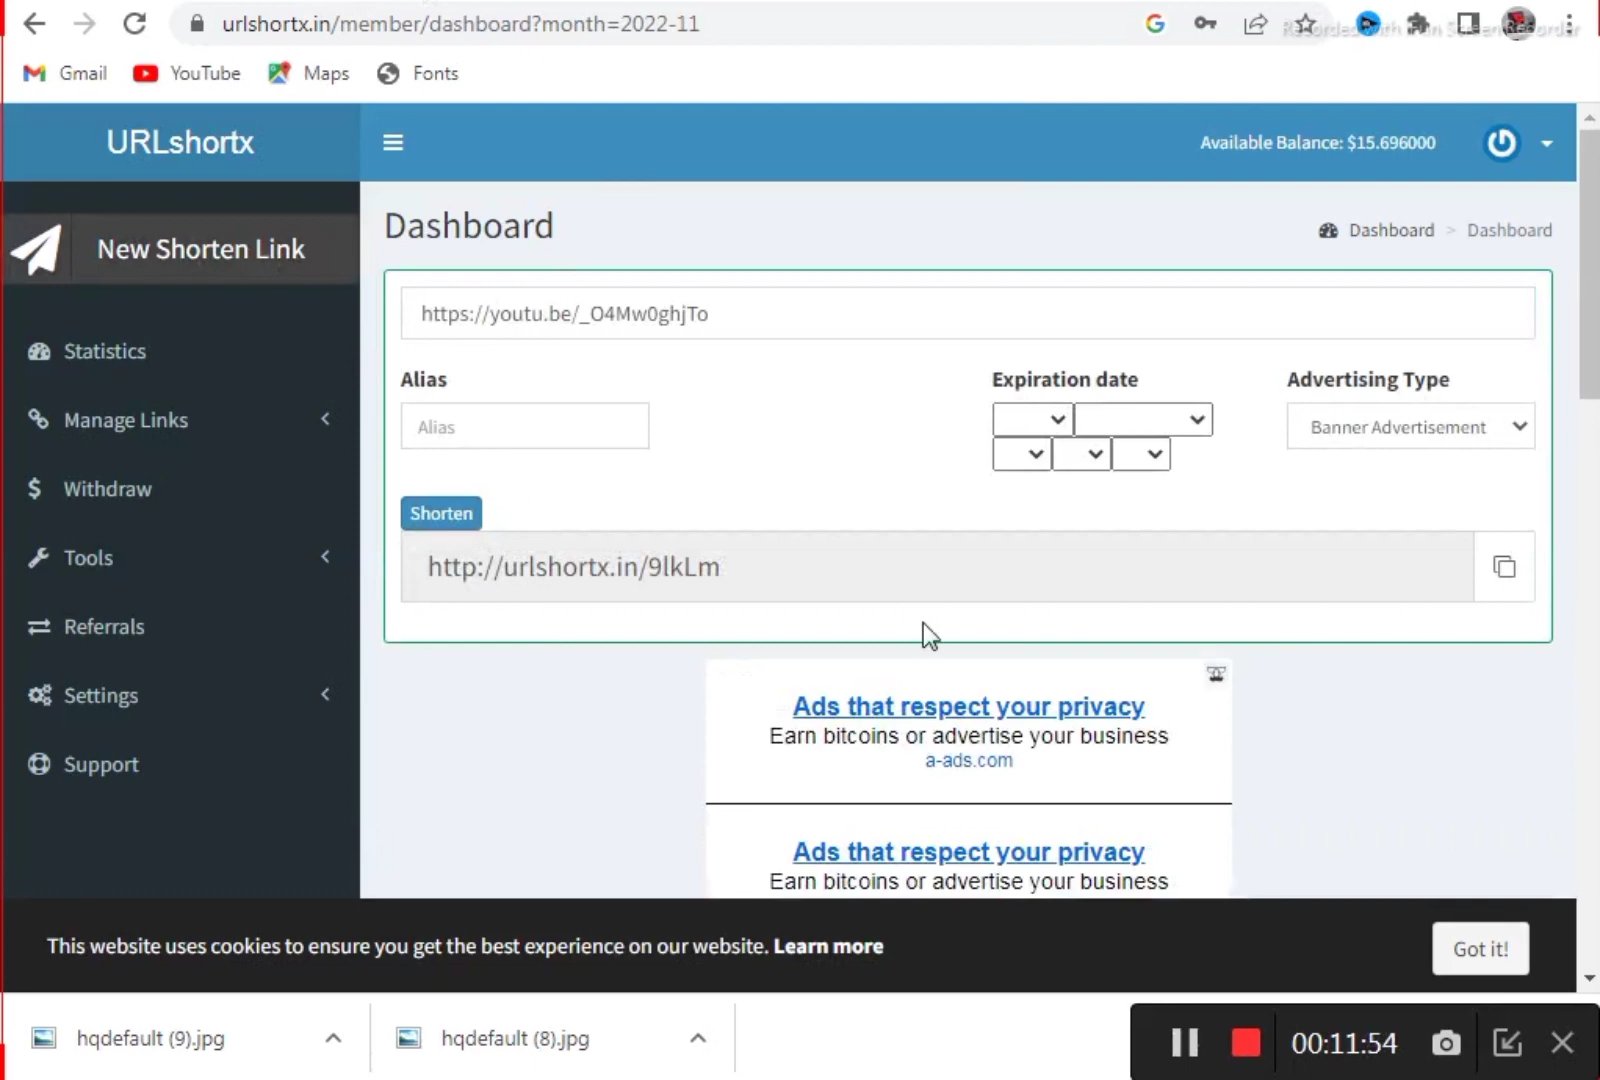 urlshortx.in/member/dashboard?month=2022-11
Gmail
YouTube
Maps
Fonts
URLshortx
Available Balance: $15.696000
New Shorten Link
Dashboard
Dashboard > Dashboard
https://youtu.be/_O4Mw0ghjTo
Statistics
Alias
Expiration date
Advertising Type
Manage Links
Alias
Banner Advertisement
Withdraw
Shorten
Tools
http://urlshortx.in/9lkLm
Referrals
Settings
Support
Ads that respect your privacy
Earn bitcoins or advertise your business
a-ads.com
Ads that respect your privacy
Earn bitcoins or advertise your business
This website uses cookies to ensure you get the best experience on our website. Learn more
Got it!
hqdefault (9).jpg
hqdefault (8).jpg
00:11:54